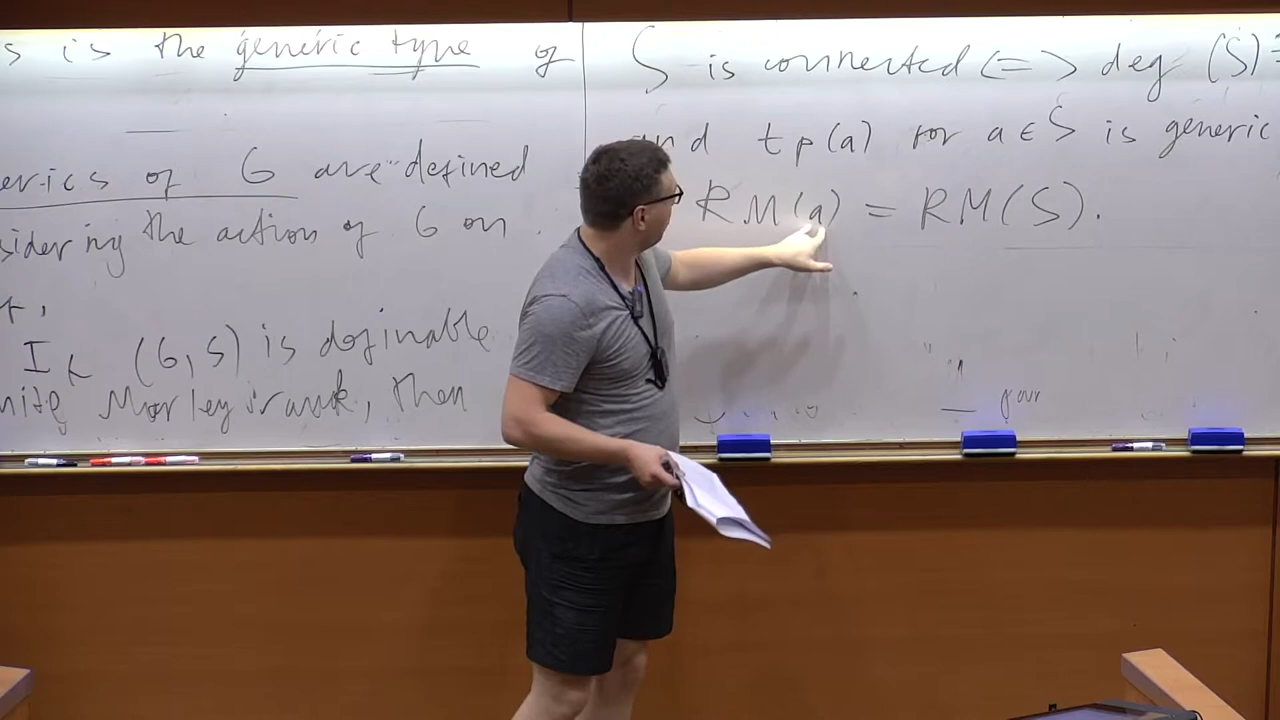 s is the generic type of
erics of G are defined
sidering the action of G on
If (G, S) is definable
nite Morley rank, then
S is connected <=> deg (S) =
and tp(a) for a ∈ S is generic
RM(a) = RM(S).